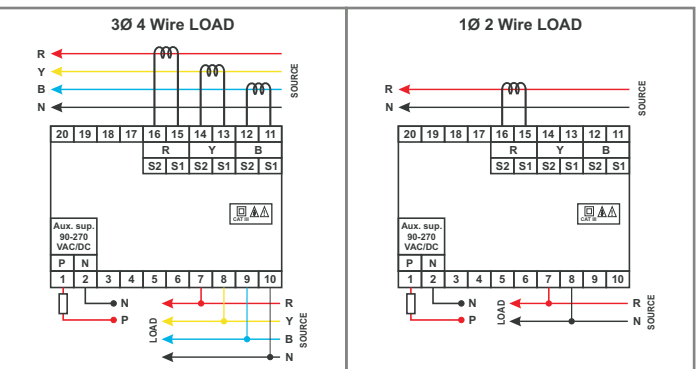 3Ø 4 Wire LOAD
R
Y
B
N
SOURCE
20 19 18 17 16 15 14 13 12 11
R Y B
S2 S1 S2 S1 S2 S1
CAT III
Aux. sup.
90-270
VAC/DC
P N
1 2 3 4 5 6 7 8 9 10
N
P
LOAD
R
Y
B
N
SOURCE
1Ø 2 Wire LOAD
R
N
SOURCE
20 19 18 17 16 15 14 13 12 11
R Y B
S2 S1 S2 S1 S2 S1
CAT III
Aux. sup.
90-270
VAC/DC
P N
1 2 3 4 5 6 7 8 9 10
N
P
LOAD
R
N
SOURCE